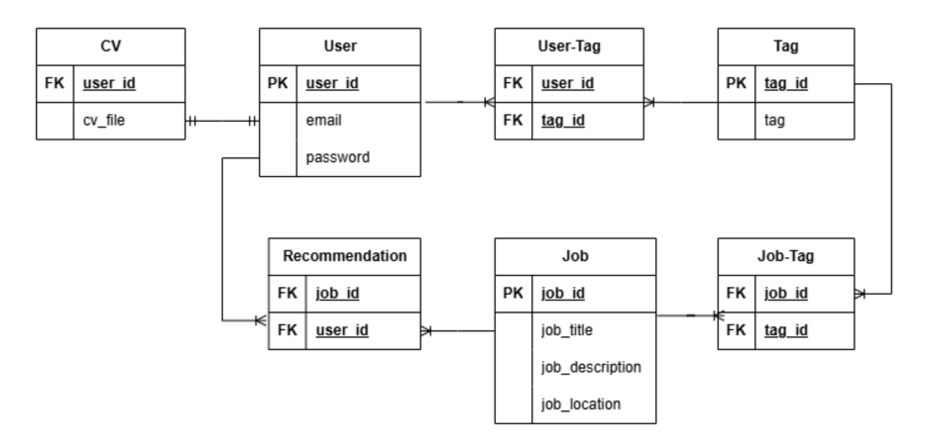 CV
FK user_id
cv_file
User
PK user_id
email
password
User-Tag
FK user_id
FK tag_id
Tag
PK tag_id
tag
Recommendation
FK job_id
FK user_id
Job
PK job_id
job_title
job_description
job_location
Job-Tag
FK job_id
FK tag_id